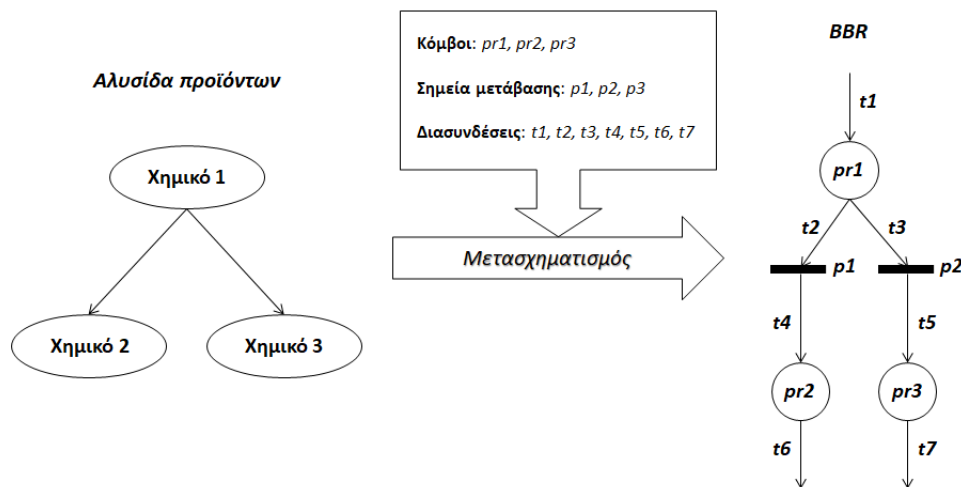 Αλυσίδα προϊόντων
Χημικό 1
Χημικό 2
Χημικό 3
Κόμβοι: pr1, pr2, pr3
Σημεία μετάβασης: p1, p2, p3
Διασυνδέσεις: t1, t2, t3, t4, t5, t6, t7
Μετασχηματισμός
BBR
t1
pr1
t2
t3
p1
p2
t4
t5
pr2
pr3
t6
t7